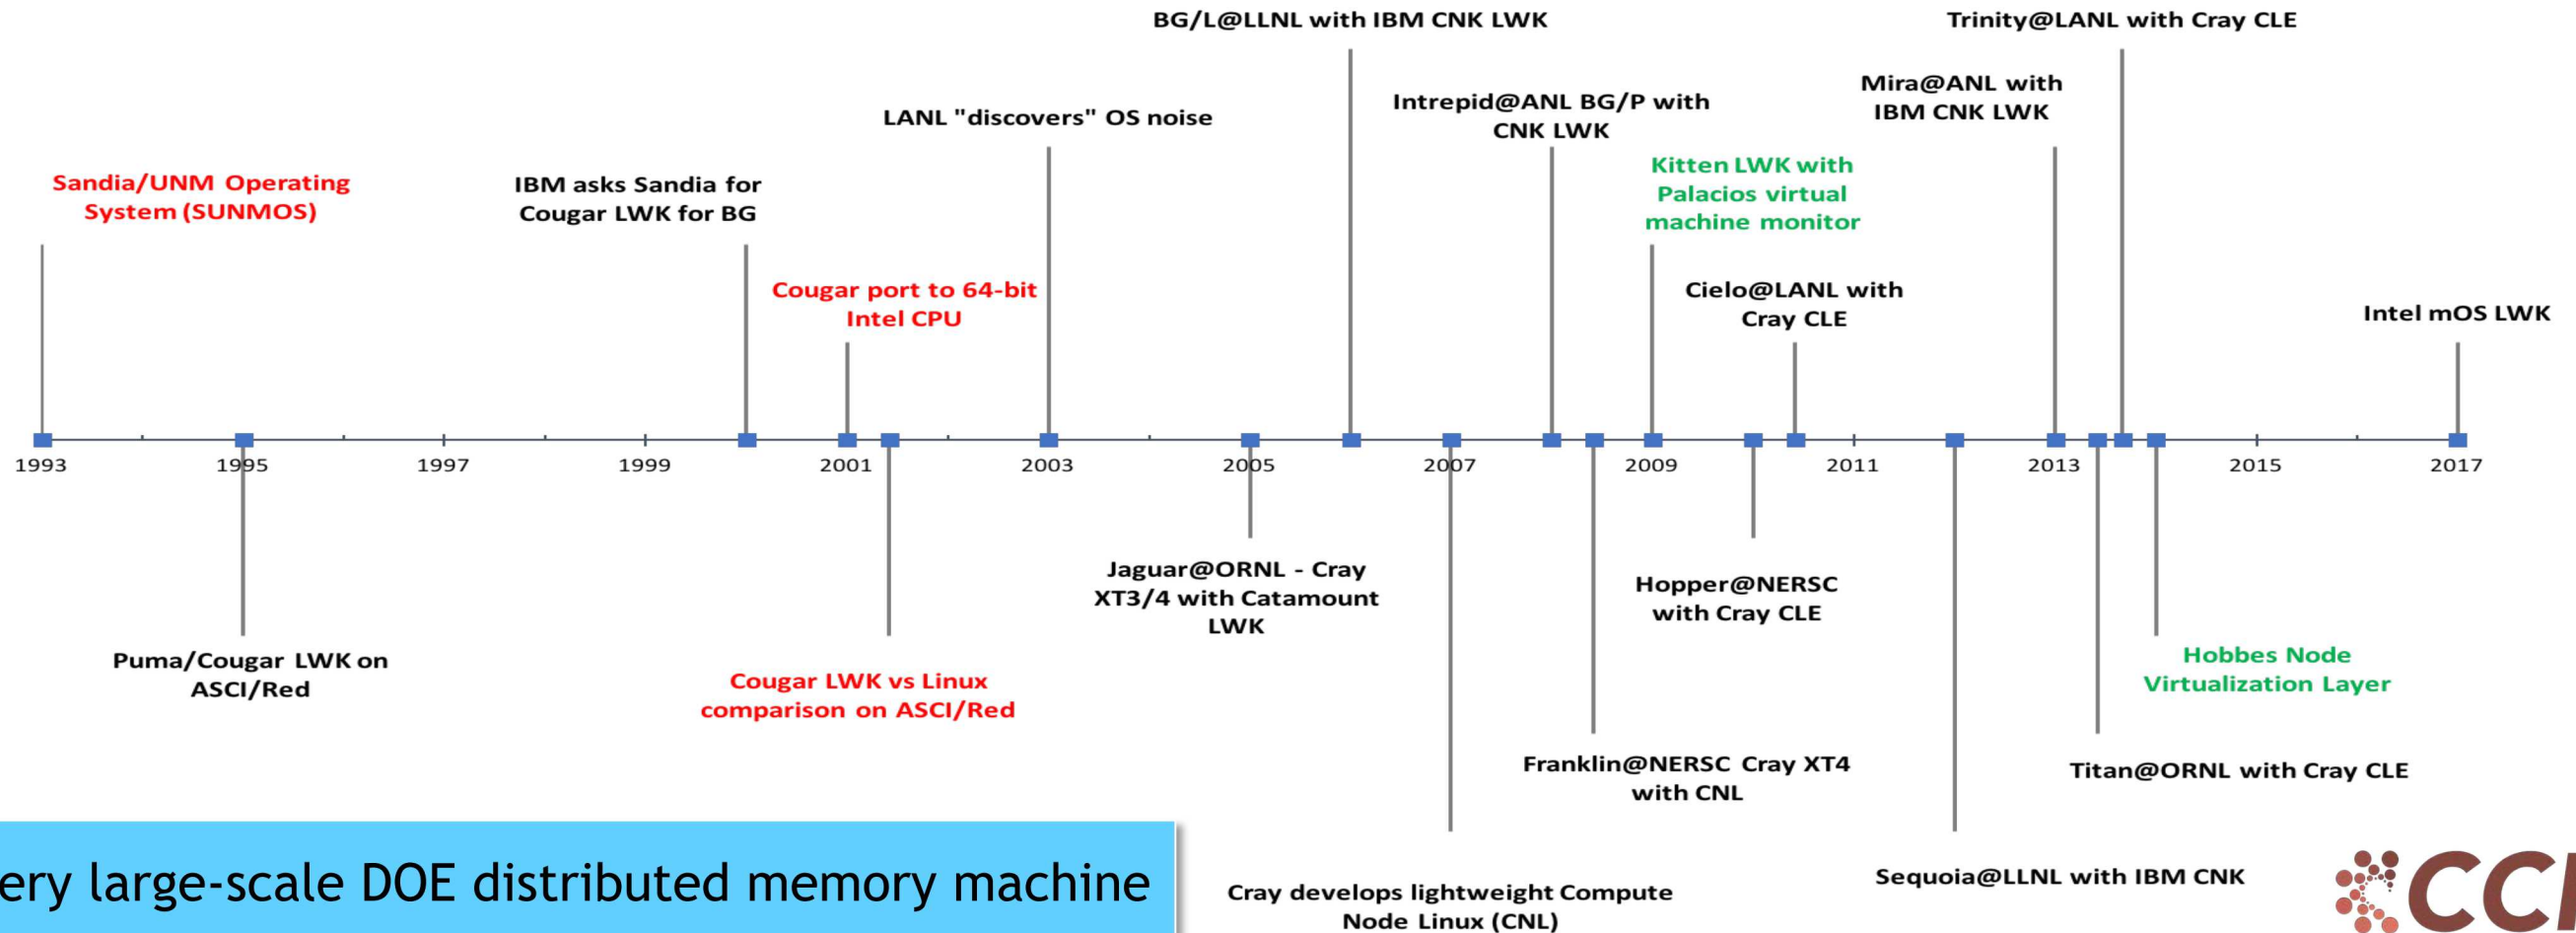 BG/L@LLNL with IBM CNK LWK
Trinity@LANL with Cray CLE
Mira@ANL with
IBM CNK LWK
Intrepid@ANL BG/P with
CNK LWK
LANL "discovers" OS noise
Kitten LWK with
Palacios virtual
machine monitor
Sandia/UNM Operating
System (SUNMOS)
IBM asks Sandia for
Cougar LWK for BG
Cougar port to 64-bit
Intel CPU
Cielo@LANL with
Cray CLE
Intel mOS LWK
1993 1995 1997 1999 2001 2003 2005 2007 2009 2011 2013 2015 2017
Jaguar@ORNL - Cray
XT3/4 with Catamount
LWK
Hopper@NERSC
with Cray CLE
Puma/Cougar LWK on
ASCI/Red
Cougar LWK vs Linux
comparison on ASCI/Red
Hobbes Node
Virtualization Layer
Franklin@NERSC Cray XT4
with CNL
Titan@ORNL with Cray CLE
ery large-scale DOE distributed memory machine
Cray develops lightweight Compute
Node Linux (CNL)
Sequoia@LLNL with IBM CNK